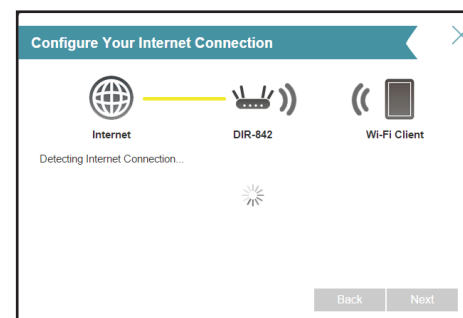 Configure Your Internet Connection
Internet
DIR-842
Wi-Fi Client
Detecting Internet Connection...
Back
Next